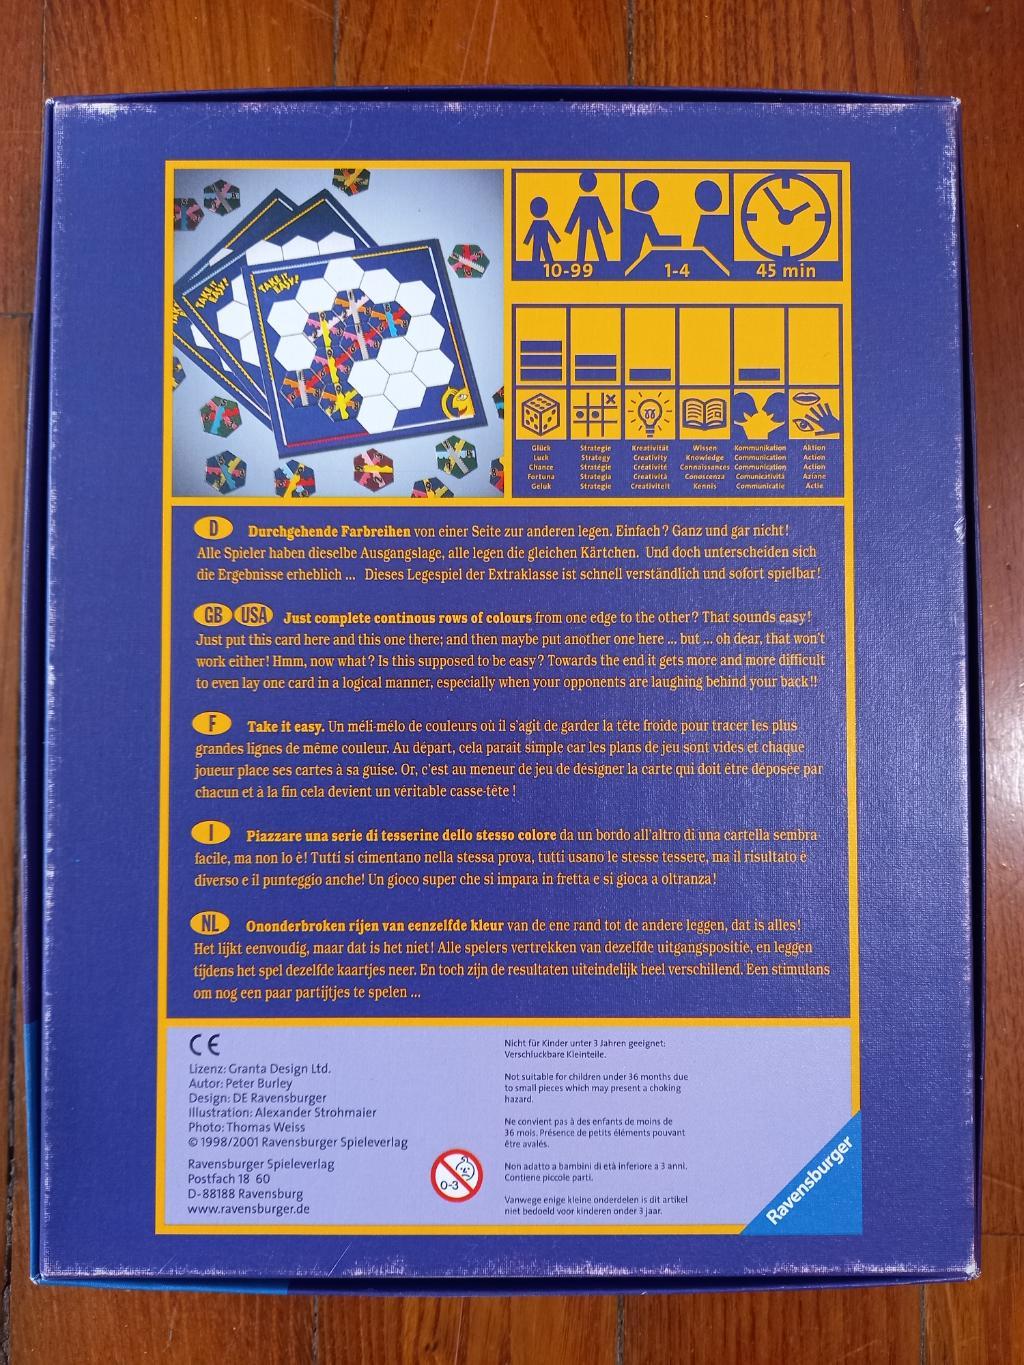 TAKE IT EASY!
TAKE IT EASY!
10-99
1-4
45 min
Glück
Luck
Chance
Fortuna
Geluk
Strategie
Strategy
Stratégie
Strategia
Strategie
Kreativität
Creativity
Créativité
Creatività
Creativiteit
Wissen
Knowledge
Connaissances
Conoscenza
Kennis
Kommunikation
Communication
Communication
Comunicatività
Communicatie
Aktion
Action
Action
Azione
Actie
D Durchgehende Farbreihen von einer Seite zur anderen legen. Einfach? Ganz und gar nicht!
Alle Spieler haben dieselbe Ausgangslage, alle legen die gleichen Kärtchen. Und doch unterscheiden sich
die Ergebnisse erheblich ... Dieses Legespiel der Extraklasse ist schnell verständlich und sofort spielbar!
GB USA Just complete continous rows of colours from one edge to the other? That sounds easy!
Just put this card here and this one there; and then maybe put another one here ... but ... oh dear, that won't
work either! Hmm, now what? Is this supposed to be easy? Towards the end it gets more and more difficult
to even lay one card in a logical manner, especially when your opponents are laughing behind your back!!
F Take it easy. Un méli-mélo de couleurs où il s'agit de garder la tête froide pour tracer les plus
grandes lignes de même couleur. Au départ, cela parait simple car les plans de jeu sont vides et chaque
joueur place ses cartes à sa guise. Or, c'est au meneur de jeu de désigner la carte qui doit être déposée par
chacun et à la fin cela devient un véritable casse-tête!
I Piazzare una serie di tesserine dello stesso colore da un bordo all'altro di una cartella sembra
facile, ma non lo è! Tutti si cimentano nella stessa prova, tutti usano le stesse tessere, ma il risultato è
diverso e il punteggio anche! Un gioco super che si impara in fretta e si gioca a oltranza!
NL Ononderbroken rijen van eenzelfde kleur van de ene rand tot de andere leggen, dat is alles!
Het lijkt eenvoudig, maar dat is het niet! Alle spelers vertrekken van dezelfde uitgangspositie, en leggen
tijdens het spel dezelfde kaartjes neer. En toch zijn de resultaten uiteindelijk heel verschillend. Een stimulans
om nog een paar partijtjes te spelen ...
CE
Lizenz: Granta Design Ltd.
Autor: Peter Burley
Design: DE Ravensburger
Illustration: Alexander Strohmaier
Photo: Thomas Weiss
© 1998/2001 Ravensburger Spieleverlag
Ravensburger Spieleverlag
Postfach 18 60
D-88188 Ravensburg
www.ravensburger.de
0-3
Nicht für Kinder unter 3 Jahren geeignet:
Verschluckbare Kleinteile.
Not suitable for children under 36 months due
to small pieces which may present a choking
hazard.
Ne convient pas à des enfants de moins de
36 mois. Présence de petits éléments pouvant
être avalés.
Non adatto a bambini di età inferiore a 3 anni.
Contiene piccole parti.
Vanwege enige kleine onderdelen is dit artikel
niet bedoeld voor kinderen onder 3 jaar.
Ravensburger